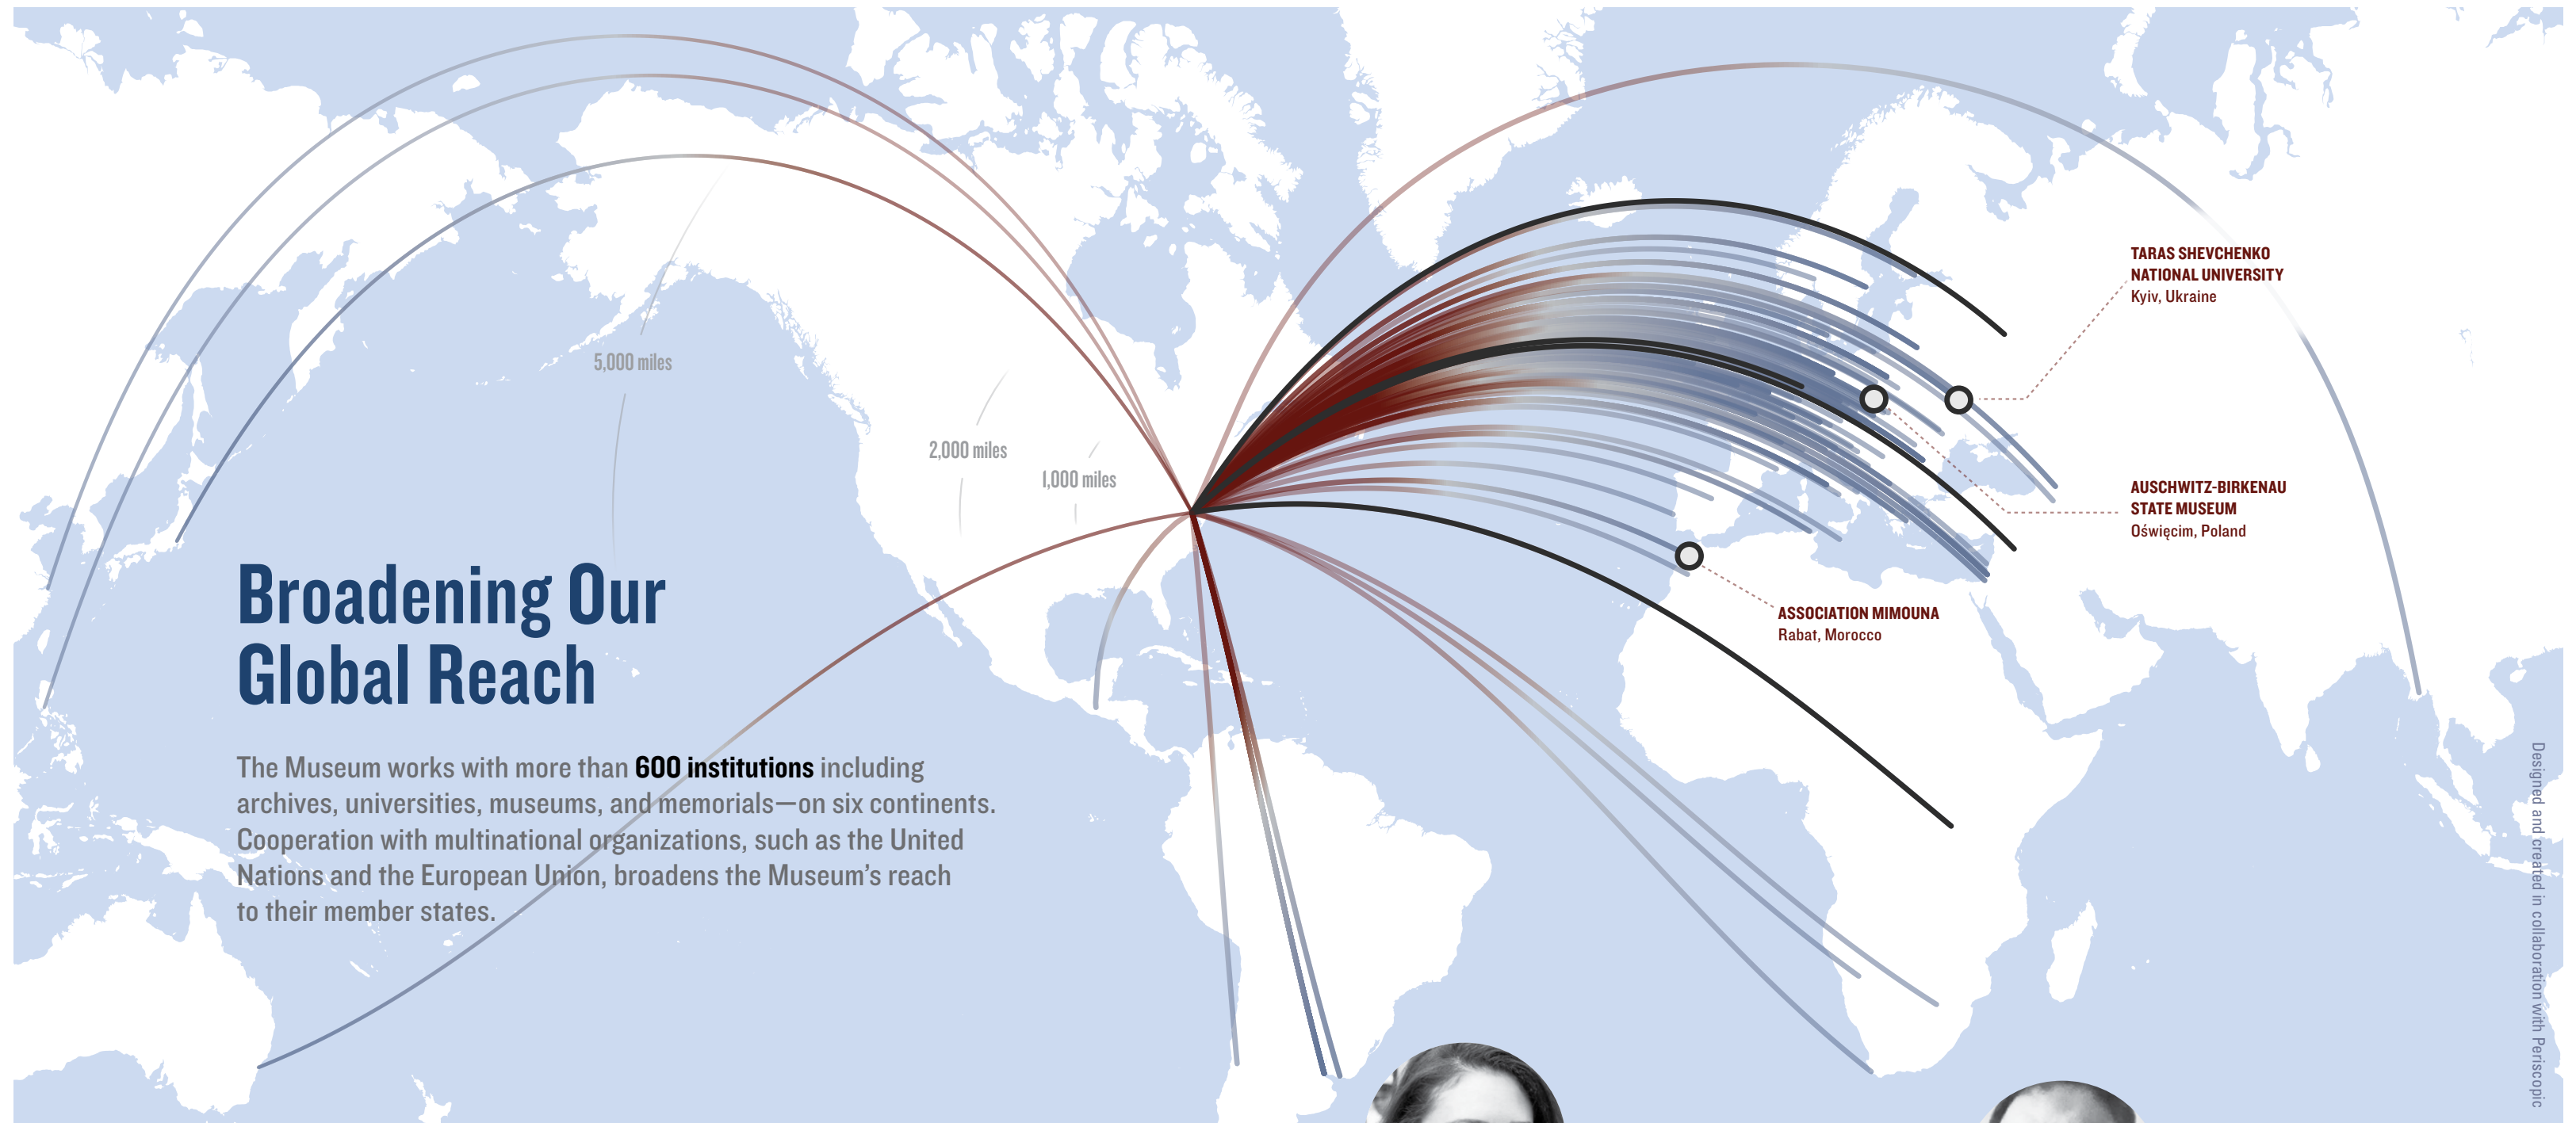 TARAS SHEVCHENKO
NATIONAL UNIVERSITY
Kyiv, Ukraine
5,000 miles
2,000 miles
1,000 miles
AUSCHWITZ-BIRKENAU
STATE MUSEUM
Oświęcim, Poland
ASSOCIATION MIMOUNA
Rabat, Morocco
Broadening Our
Global Reach
The Museum works with more than 600 institutions including
archives, universities, museums, and memorials—on six continents.
Cooperation with multinational organizations, such as the United
Nations and the European Union, broadens the Museum’s reach
to their member states.
Designed and created in collaboration with Periscopic